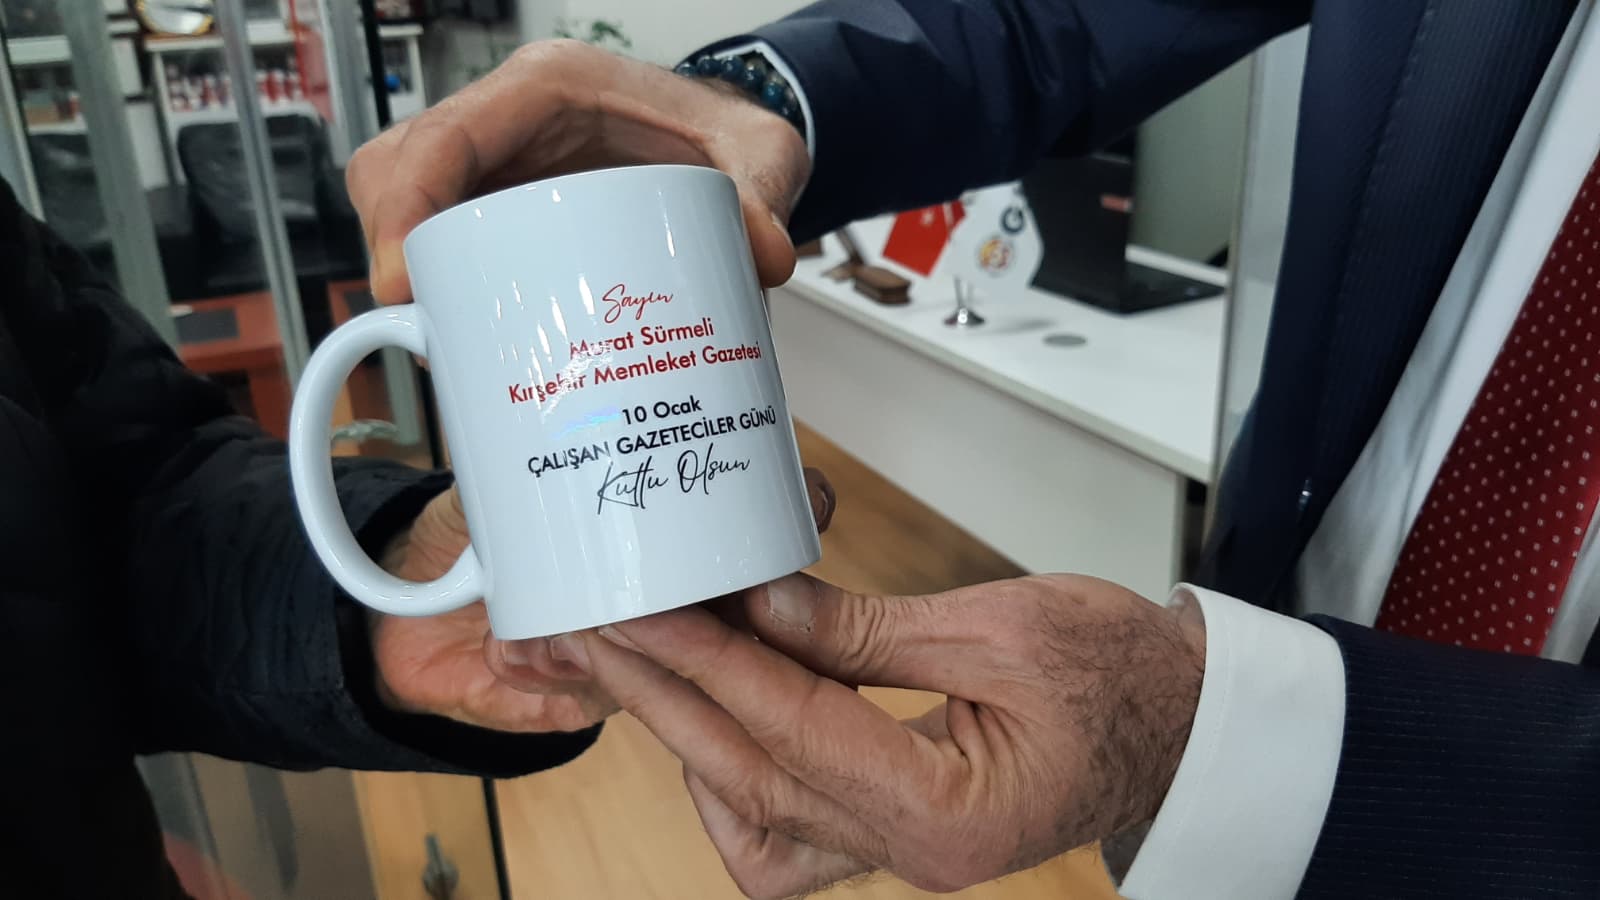 Sayın
Murat Sürmeli
Kırşehir Memleket Gazetesi
10 Ocak
ÇALIŞAN GAZETECİLER GÜNÜ
Kutlu Olsun